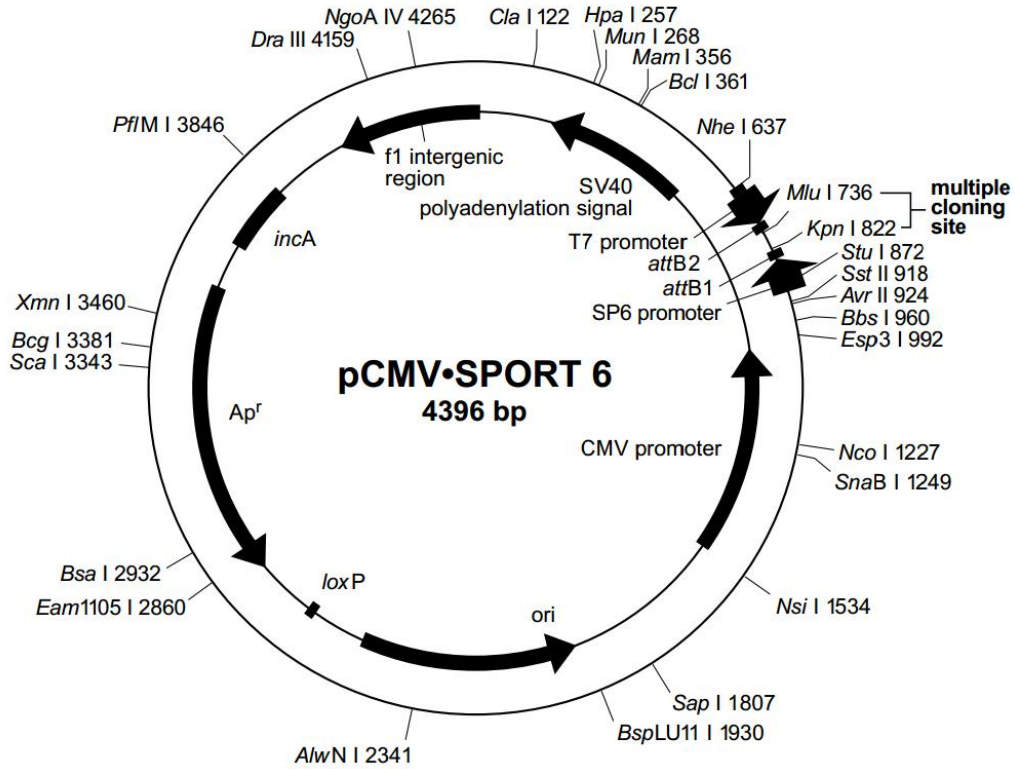 NgoA IV 4265
Cla I 122
Hpa I 257
Mun I 268
Mam I 356
Bcl I 361
Dra III 4159
PflM I 3846
Nhe I 637
f1 intergenic
region
SV40
polyadenylation signal
Mlu I 736
Kpn I 822
multiple
cloning
site
T7 promoter
attB2
attB1
SP6 promoter
Stu I 872
Sst II 918
Avr II 924
Bbs I 960
Esp3 I 992
incA
Xmn I 3460
Bcg I 3381
Sca I 3343
pCMV•SPORT 6
4396 bp
Apr
CMV promoter
Nco I 1227
SnaB I 1249
Bsa I 2932
Eam1105 I 2860
loxP
ori
Nsi I 1534
Sap I 1807
BspLU11 I 1930
AlwN I 2341